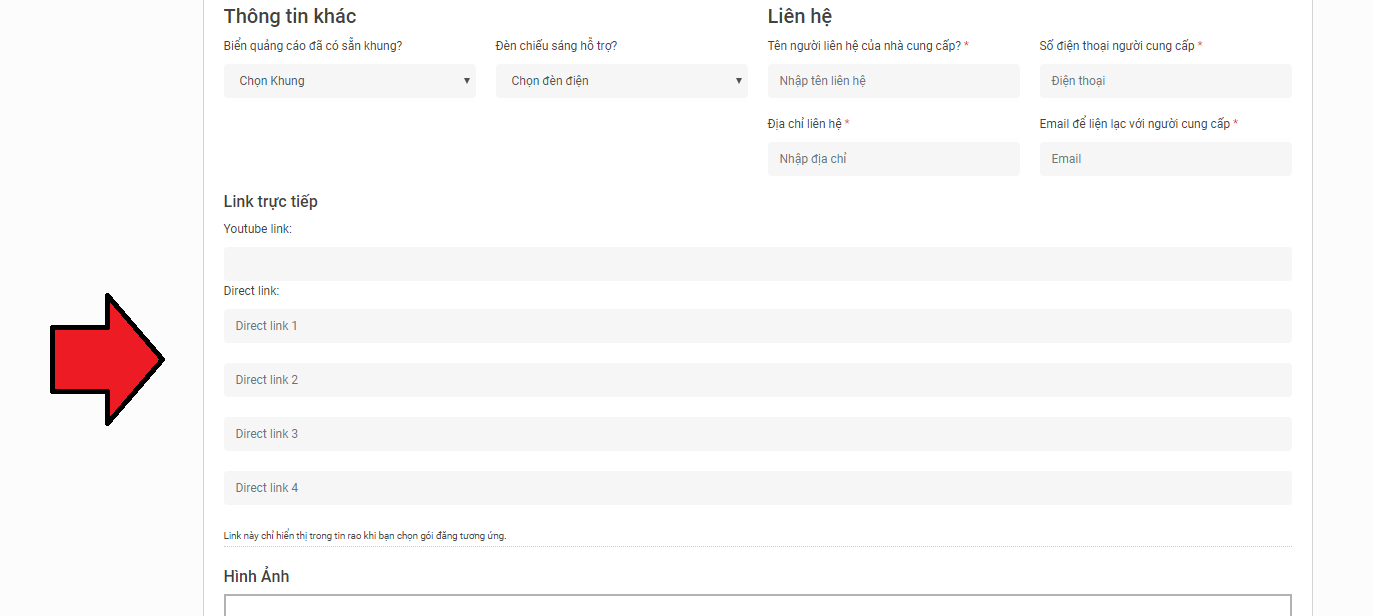 Thông tin khác
Liên hệ
Biển quảng cáo đã có sẵn khung?
Đèn chiếu sáng hỗ trợ?
Tên người liên hệ của nhà cung cấp? *
Số điện thoại người cung cấp *
Chọn Khung
Chọn đèn điện
Nhập tên liên hệ
Điện thoại
Địa chỉ liên hệ *
Email để liện lạc với người cung cấp *
Nhập địa chỉ
Email
Link trực tiếp
Youtube link:
Direct link:
Direct link 1
Direct link 2
Direct link 3
Direct link 4
Link này chỉ hiển thị trong tin rao khi bạn chọn gói đăng tương ứng.
Hình Ảnh